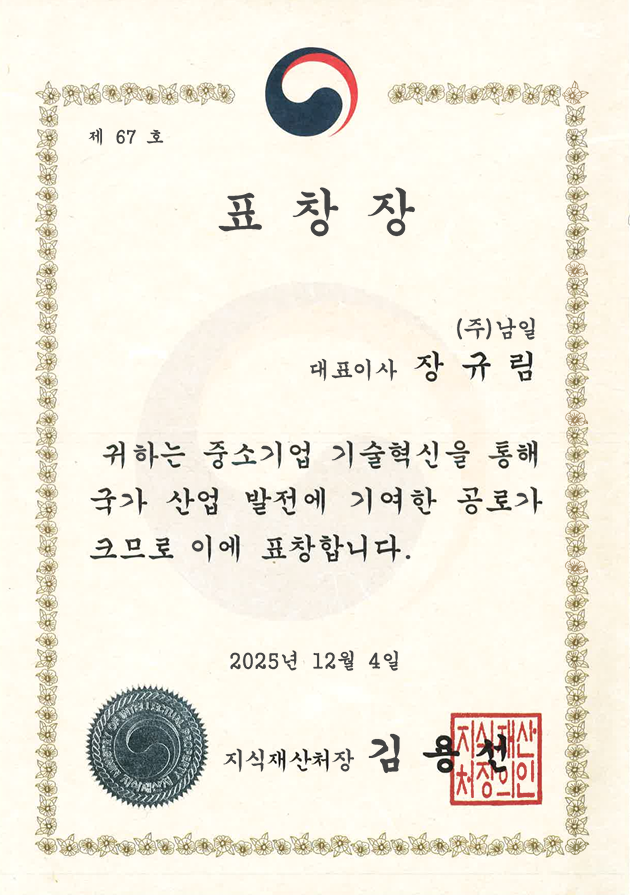 제 67 호
표 창 장
(주)남일
대표이사 장 규 림
귀하는 중소기업 기술혁신을 통해
국가 산업 발전에 기여한 공로가
크므로 이에 표창합니다.
2025년 12월 4일
지식재산처장 김 용 선
지식재산
처장의인